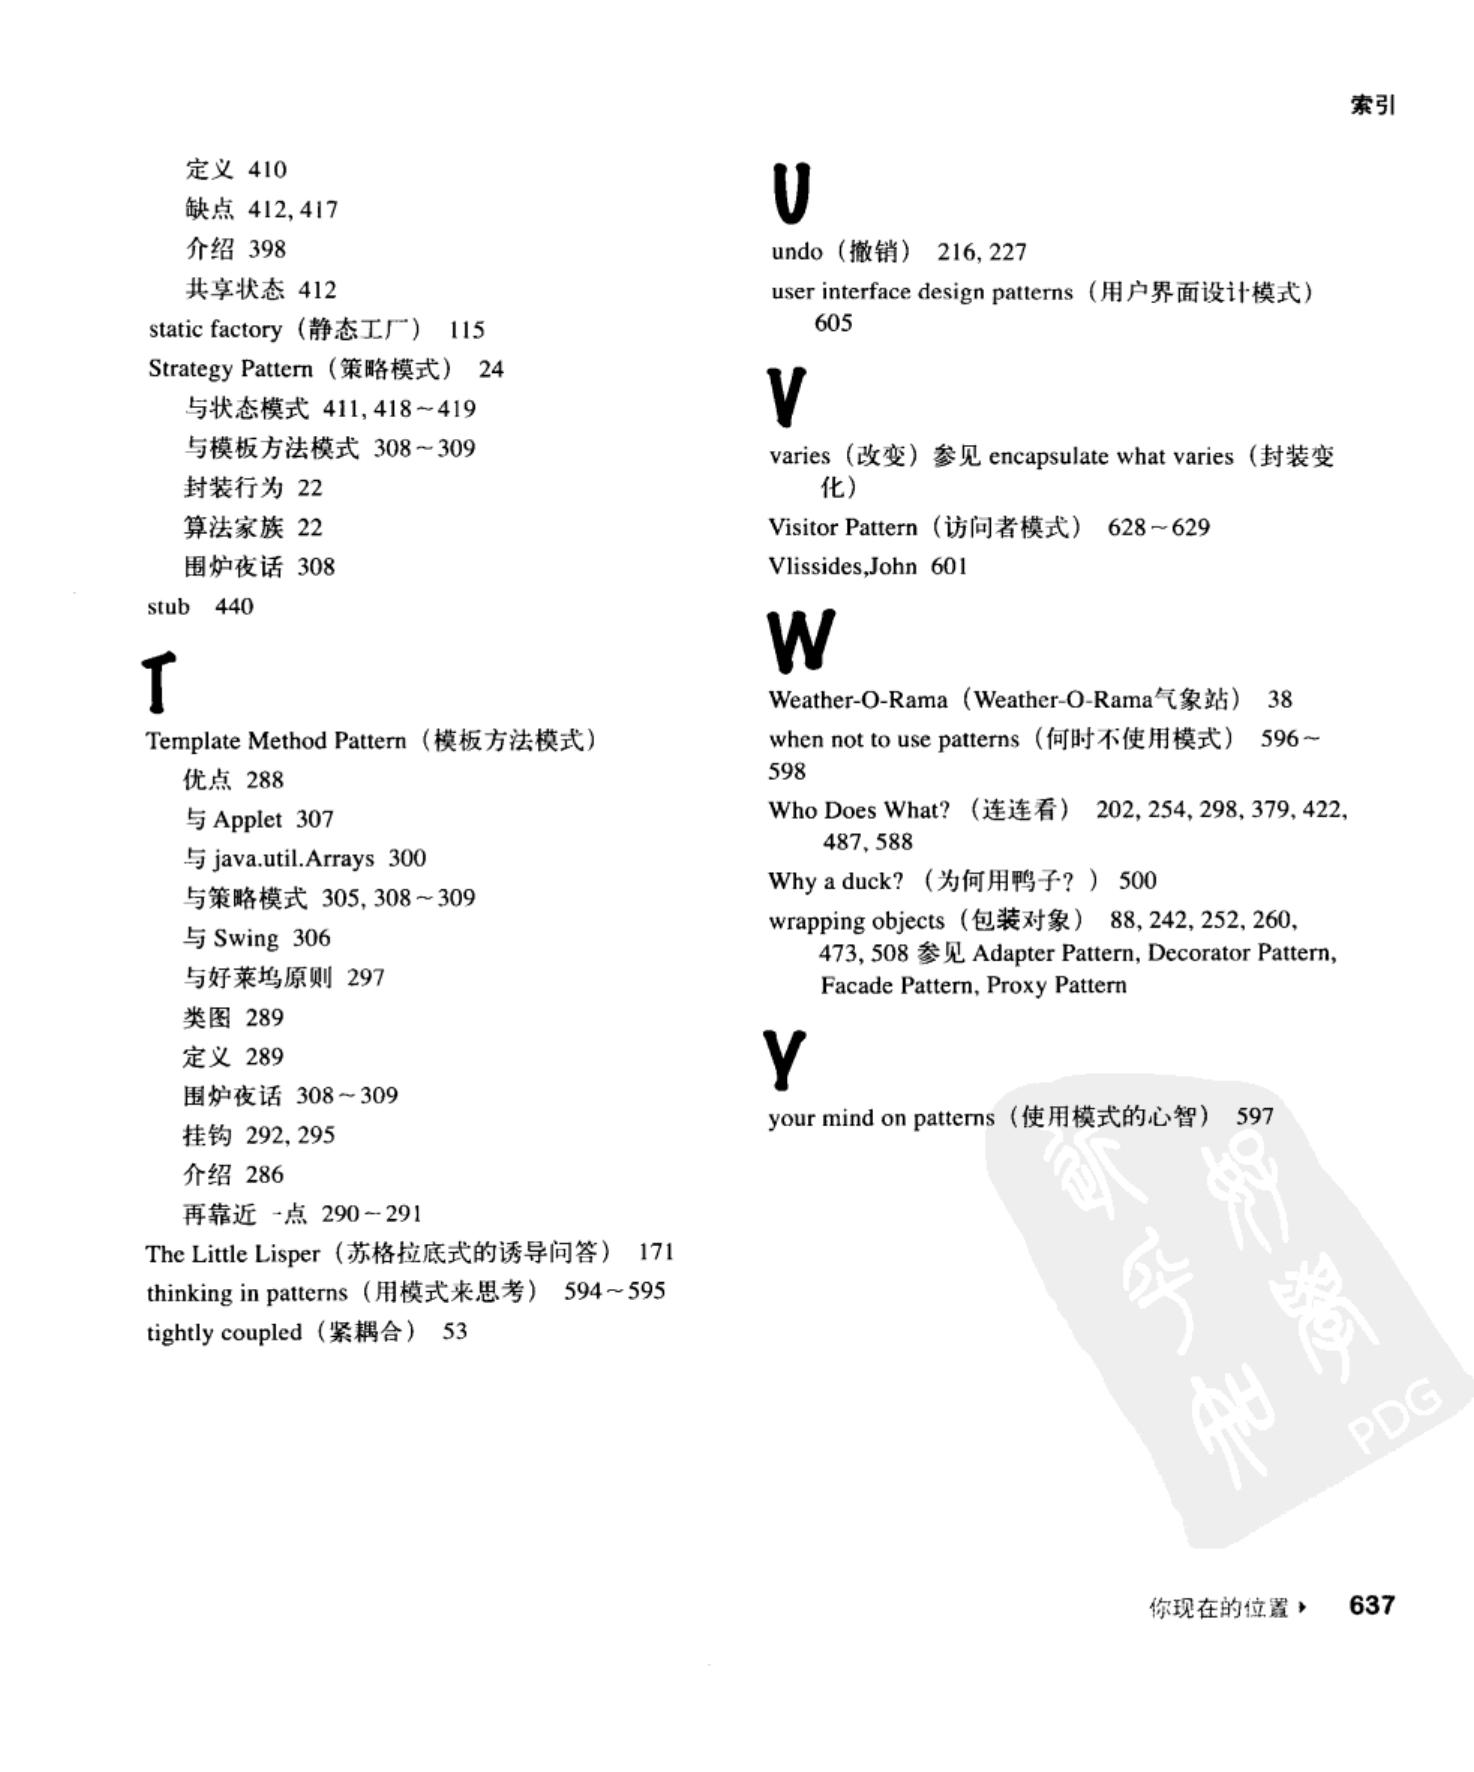 索引
定义 410
缺点 412, 417
介绍 398
共享状态 412
static factory（静态工厂） 115
Strategy Pattern（策略模式） 24
与状态模式 411, 418～419
与模板方法模式 308～309
封装行为 22
算法家族 22
围炉夜话 308
stub 440
T
Template Method Pattern（模板方法模式）
优点 288
与 Applet 307
与 java.util.Arrays 300
与策略模式 305, 308～309
与 Swing 306
与好莱坞原则 297
类图 289
定义 289
围炉夜话 308～309
挂钩 292, 295
介绍 286
再靠近一点 290～291
The Little Lisper（苏格拉底式的诱导问答） 171
thinking in patterns（用模式来思考） 594～595
tightly coupled（紧耦合） 53
U
undo（撤销） 216, 227
user interface design patterns（用户界面设计模式）
605
V
varies（改变）参见 encapsulate what varies（封装变
化）
Visitor Pattern（访问者模式） 628～629
Vlissides,John 601
W
Weather-O-Rama（Weather-O-Rama气象站） 38
when not to use patterns（何时不使用模式） 596～
598
Who Does What? （连连看） 202, 254, 298, 379, 422,
487, 588
Why a duck? （为何用鸭子? ） 500
wrapping objects（包装对象） 88, 242, 252, 260,
473, 508 参见 Adapter Pattern, Decorator Pattern,
Facade Pattern, Proxy Pattern
Y
your mind on patterns（使用模式的心智） 597
PDG
你现在的位置 ▸ 637